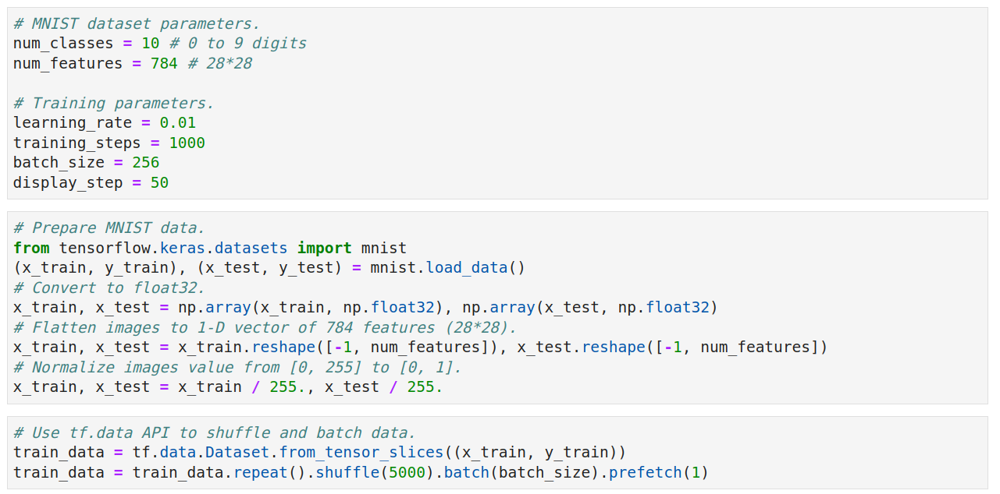 # MNIST dataset parameters.
num_classes = 10 # 0 to 9 digits
num_features = 784 # 28*28
# Training parameters.
learning_rate = 0.01
training_steps = 1000
batch_size = 256
display_step = 50
# Prepare MNIST data.
from tensorflow.keras.datasets import mnist
(x_train, y_train), (x_test, y_test) = mnist.load_data()
# Convert to float32.
x_train, x_test = np.array(x_train, np.float32), np.array(x_test, np.float32)
# Flatten images to 1-D vector of 784 features (28*28).
x_train, x_test = x_train.reshape([-1, num_features]), x_test.reshape([-1, num_features])
# Normalize images value from [0, 255] to [0, 1].
x_train, x_test = x_train / 255., x_test / 255.
# Use tf.data API to shuffle and batch data.
train_data = tf.data.Dataset.from_tensor_slices((x_train, y_train))
train_data = train_data.repeat().shuffle(5000).batch(batch_size).prefetch(1)